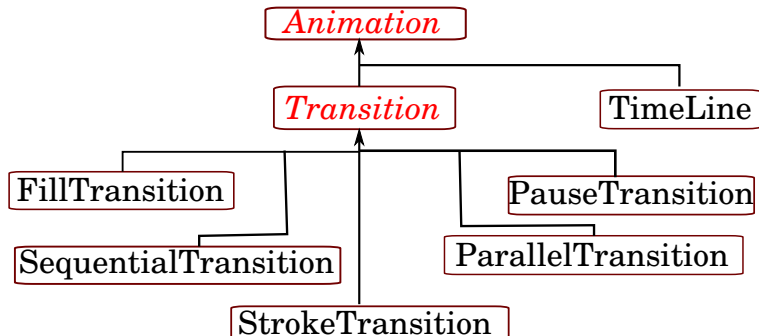 Animation
Transition
TimeLine
FillTransition
PauseTransition
SequentialTransition
ParallelTransition
StrokeTransition